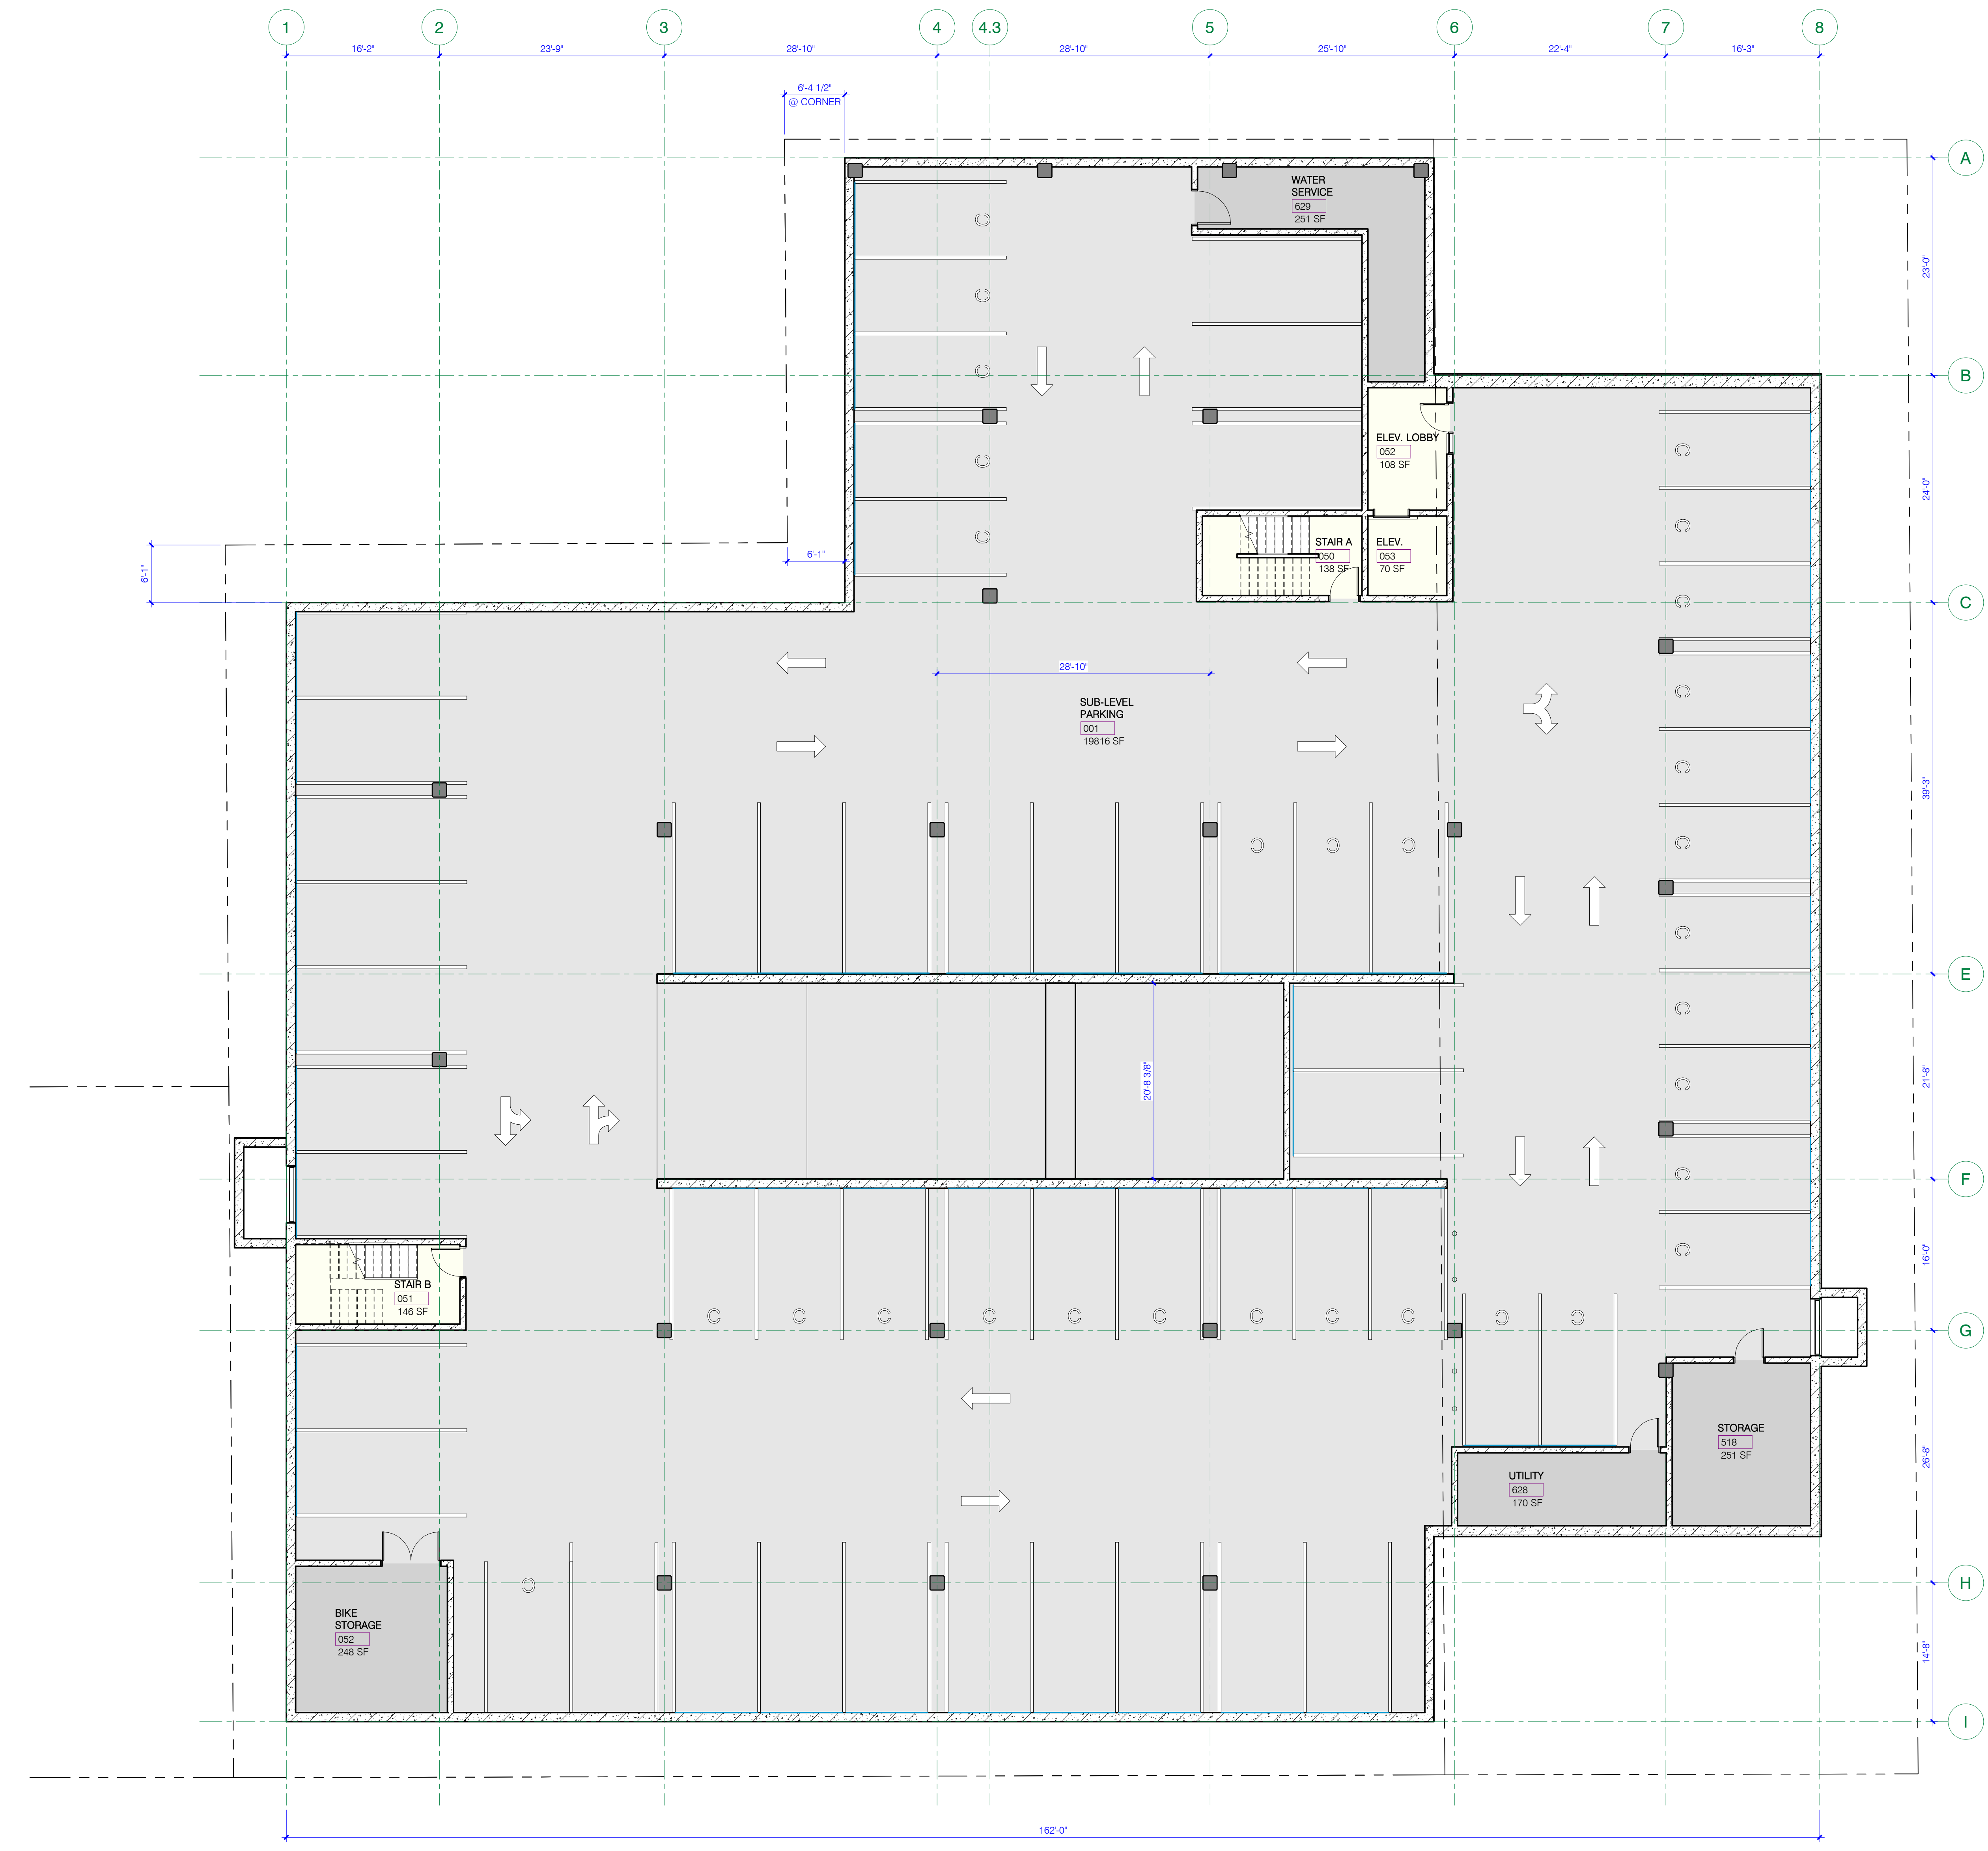 1 2 3 4 4.3 5 6 7 8
16'-2" 23'-9" 28'-10" 28'-10" 25'-10" 22'-4" 16'-3"
6'-4 1/2"
@ CORNER
A
WATER
SERVICE
629
251 SF
23'-0"
C
C
C
B
ELEV. LOBBY
052
108 SF
C
C
24'-0"
C
C
STAIR A
050
138 SF
ELEV.
053
70 SF
6'-1"
6'-1"
C
C
28'-10"
SUB-LEVEL
PARKING
001
19816 SF
C
C
39'-3"
C C C
C
C
E
C
20'-8 3/8"
21'-8"
C
C
F
C
16'-0"
STAIR B
051
146 SF
C C C C C C C C C
C C
G
STORAGE
518
251 SF
26'-8"
UTILITY
628
170 SF
C
H
BIKE
STORAGE
052
248 SF
14'-8"
I
162'-0"